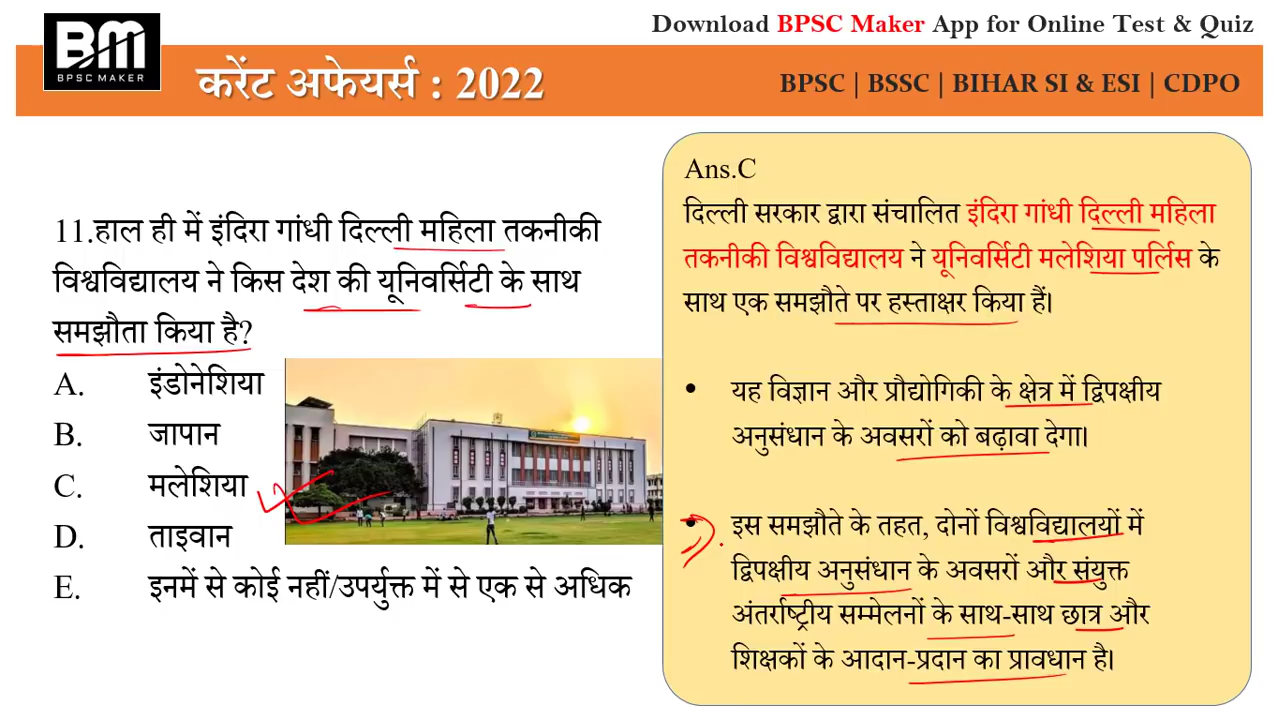 Download BPSC Maker App for Online Test & Quiz
BM
BPSC MAKER
करेंट अफेयर्स : 2022
BPSC | BSSC | BIHAR SI & ESI | CDPO
11.हाल ही में इंदिरा गांधी दिल्ली महिला तकनीकी
विश्वविद्यालय ने किस देश की यूनिवर्सिटी के साथ
समझौता किया है?
A. इंडोनेशिया
B. जापान
C. मलेशिया
D. ताइवान
E. इनमें से कोई नहीं/उपर्युक्त में से एक से अधिक
Ans.C
दिल्ली सरकार द्वारा संचालित इंदिरा गांधी दिल्ली महिला
तकनीकी विश्वविद्यालय ने यूनिवर्सिटी मलेशिया पर्लिस के
साथ एक समझौते पर हस्ताक्षर किया हैं।
• यह विज्ञान और प्रौद्योगिकी के क्षेत्र में द्विपक्षीय
अनुसंधान के अवसरों को बढ़ावा देगा।
• इस समझौते के तहत, दोनों विश्वविद्यालयों में
द्विपक्षीय अनुसंधान के अवसरों और संयुक्त
अंतर्राष्ट्रीय सम्मेलनों के साथ-साथ छात्र और
शिक्षकों के आदान-प्रदान का प्रावधान है।